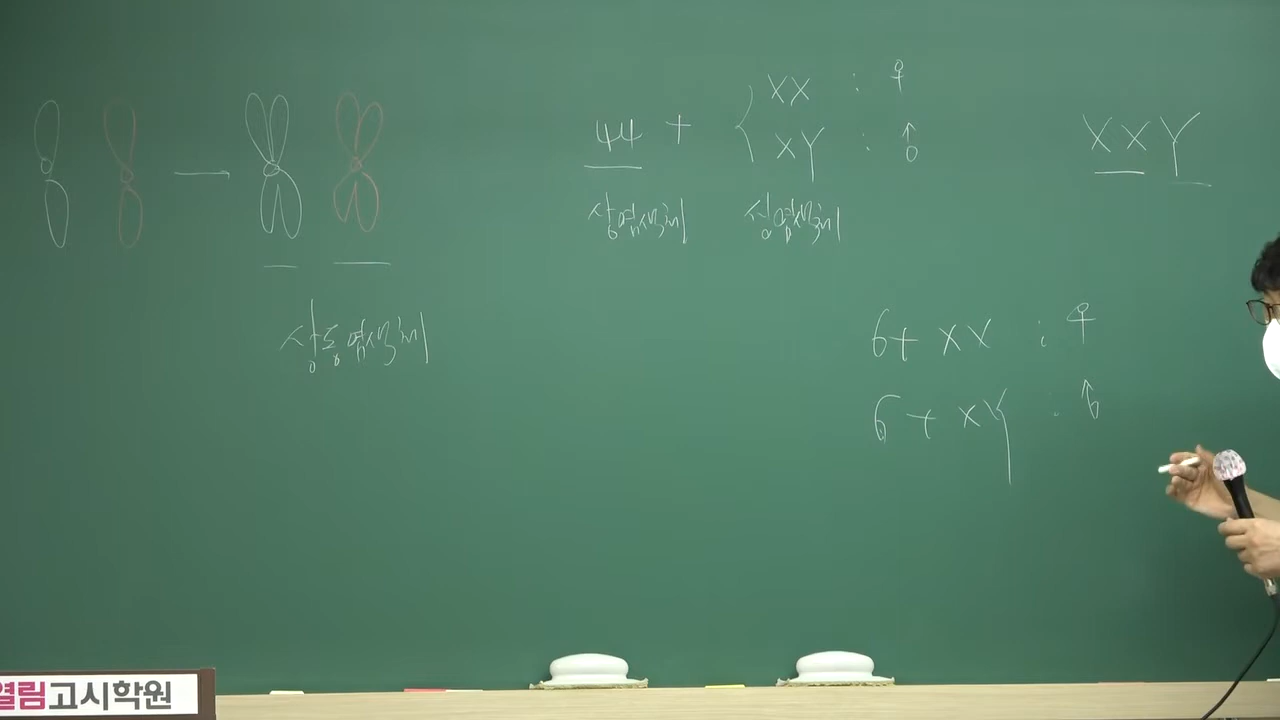 44 + { XX : ♀
XY : ♂
상염색체 성염색체
XXY
상동염색체
6+ XX : ♀
6+ XY : ♂
열림고시학원